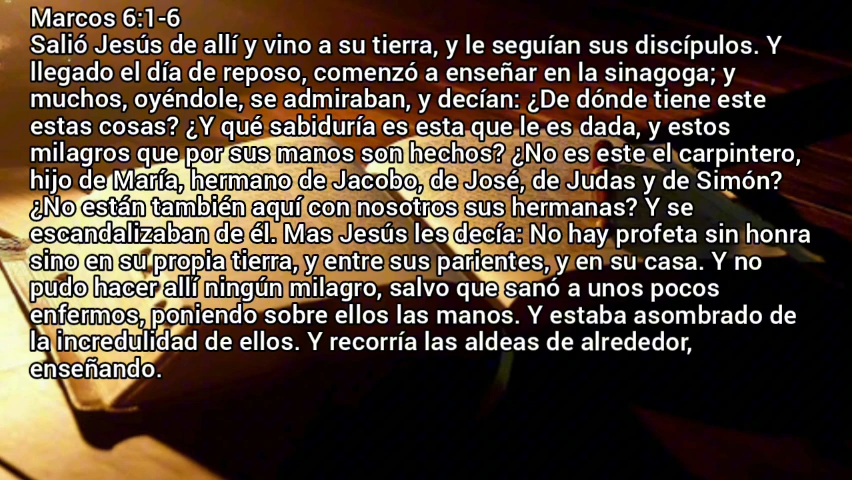 Marcos 6:1-6
Salió Jesús de allí y vino a su tierra, y le seguían sus discípulos. Y
llegado el día de reposo, comenzó a enseñar en la sinagoga; y
muchos, oyéndole, se admiraban, y decían: ¿De dónde tiene este
estas cosas? ¿Y qué sabiduría es esta que le es dada, y estos
milagros que por sus manos son hechos? ¿No es este el carpintero,
hijo de María, hermano de Jacobo, de José, de Judas y de Simón?
¿No están también aquí con nosotros sus hermanas? Y se
escandalizaban de él. Mas Jesús les decía: No hay profeta sin honra
sino en su propia tierra, y entre sus parientes, y en su casa. Y no
pudo hacer allí ningún milagro, salvo que sanó a unos pocos
enfermos, poniendo sobre ellos las manos. Y estaba asombrado de
la incredulidad de ellos. Y recorría las aldeas de alrededor,
enseñando.